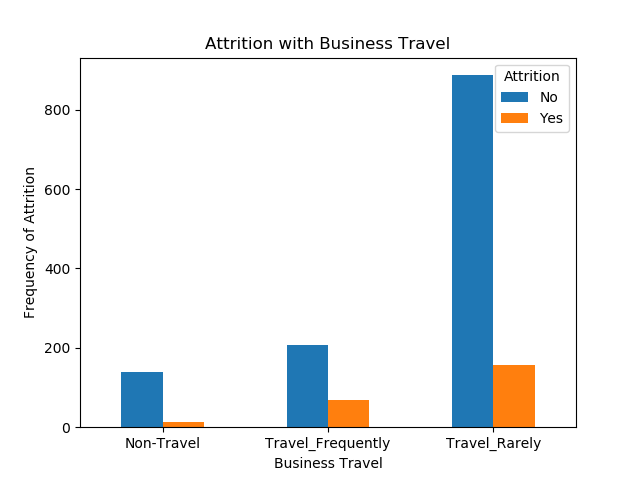 Attrition with Business Travel
Attrition
No
Yes
800
600
400
200
0
Frequency of Attrition
Non-Travel
Travel_Frequently
Travel_Rarely
Business Travel